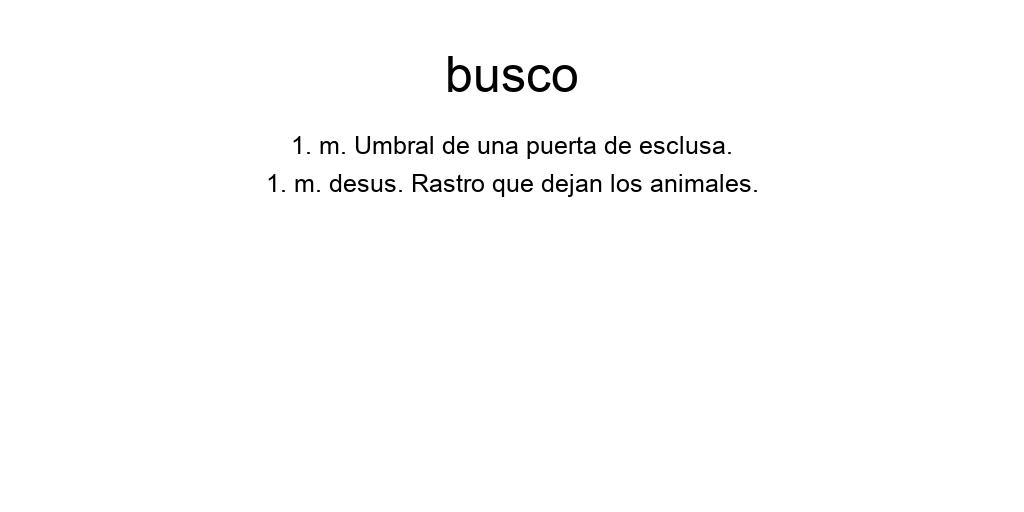 busco
1. m. Umbral de una puerta de esclusa.
1. m. desus. Rastro que dejan los animales.